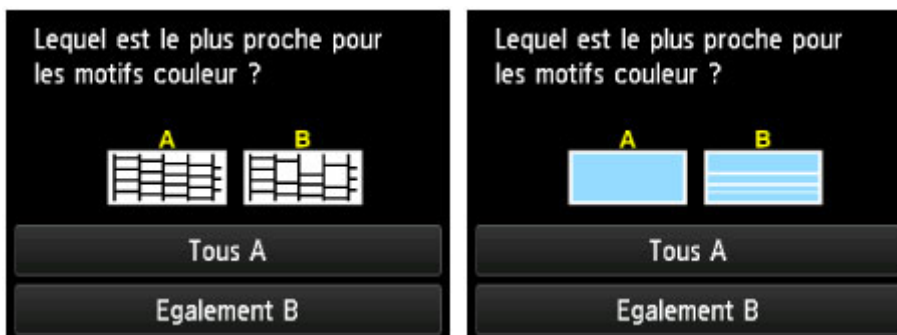 Lequel est le plus proche pour
les motifs couleur ?
A B
Tous A
Egalement B
Lequel est le plus proche pour
les motifs couleur ?
A B
Tous A
Egalement B